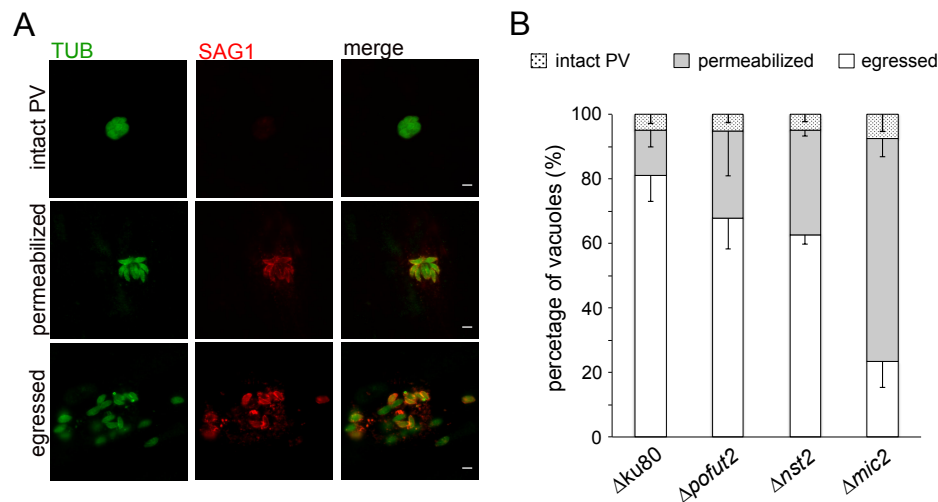 A
TUB SAG1 merge
intact PV
permeabilized
egressed
B
intact PV permeabilized egressed
percetage of vacuoles (%)
100
80
60
40
20
0
Δku80 Δpofut2 Δnst2 Δmic2